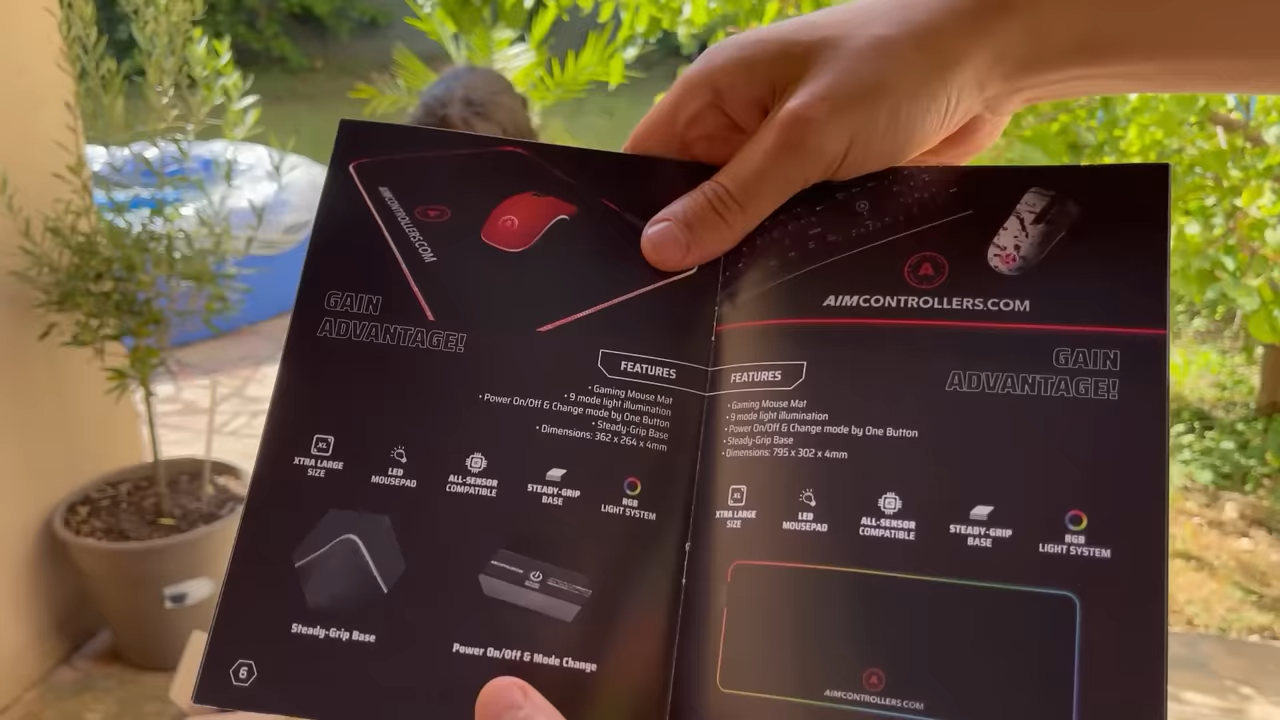 AIMCONTROLLERS.COM
GAIN
ADVANTAGE!
FEATURES
• Gaming Mouse Mat
• 9 mode light illumination
• Power On/Off & Change mode by One Button
• Steady-Grip Base
• Dimensions: 362 x 264 x 4mm
XL
XTRA LARGE
SIZE
LED
MOUSEPAD
ALL-SENSOR
COMPATIBLE
STEADY-GRIP
BASE
RGB
LIGHT SYSTEM
Steady-Grip Base
Power On/Off & Mode Change
6
A
AIMCONTROLLERS.COM
GAIN
ADVANTAGE!
FEATURES
• Gaming Mouse Mat
• 9 mode light illumination
• Power On/Off & Change mode by One Button
• Steady-Grip Base
• Dimensions: 795 x 302 x 4mm
XL
XTRA LARGE
SIZE
LED
MOUSEPAD
ALL-SENSOR
COMPATIBLE
STEADY-GRIP
BASE
RGB
LIGHT SYSTEM
A
AIMCONTROLLERS.COM